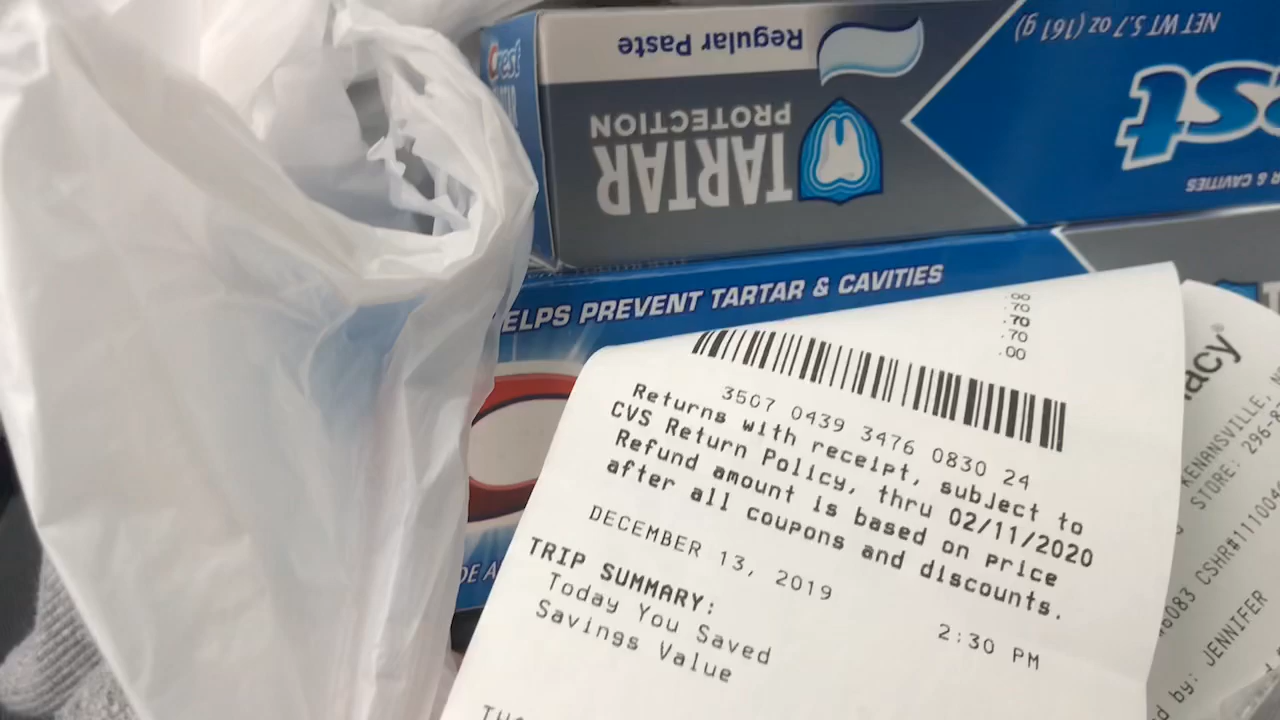 NET WT 5.7 oz (161 g)
Regular Paste
Crest
TARTAR
PROTECTION
& CAVITIES
HELPS PREVENT TARTAR & CAVITIES
.00
.70
.70
.70
.00
3507 0439 3476 0830 24
Returns with receipt, subject to
CVS Return Policy, thru 02/11/2020
Refund amount is based on price
after all coupons and discounts.
DECEMBER 13, 2019 2:30 PM
TRIP SUMMARY:
Today You Saved
Savings Value
KENANSVILLE,
STORE: 296-
CSHR#
by: JENNIFER